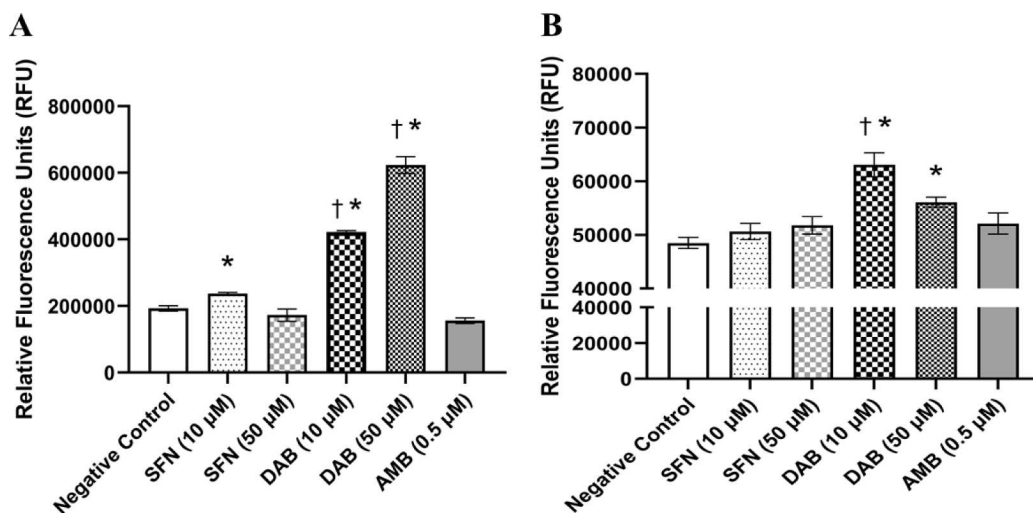 A
Relative Fluorescence Units (RFU)
800000
600000
400000
200000
0
*
† *
† *
Negative Control
SFN (10 µM)
SFN (50 µM)
DAB (10 µM)
DAB (50 µM)
AMB (0.5 µM)
B
Relative Fluorescence Units (RFU)
80000
70000
60000
50000
40000
40000
20000
0
† *
*
Negative Control
SFN (10 µM)
SFN (50 µM)
DAB (10 µM)
DAB (50 µM)
AMB (0.5 µM)